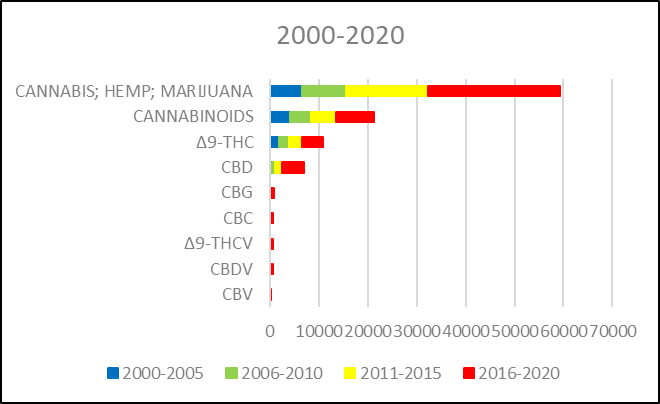 2000-2020
CANNABIS; HEMP; MARIJUANA
CANNABINOIDS
Δ9-THC
CBD
CBG
CBC
Δ9-THCV
CBDV
CBV
0 10000 20000 30000 40000 50000 60000 70000
2000-2005 2006-2010 2011-2015 2016-2020